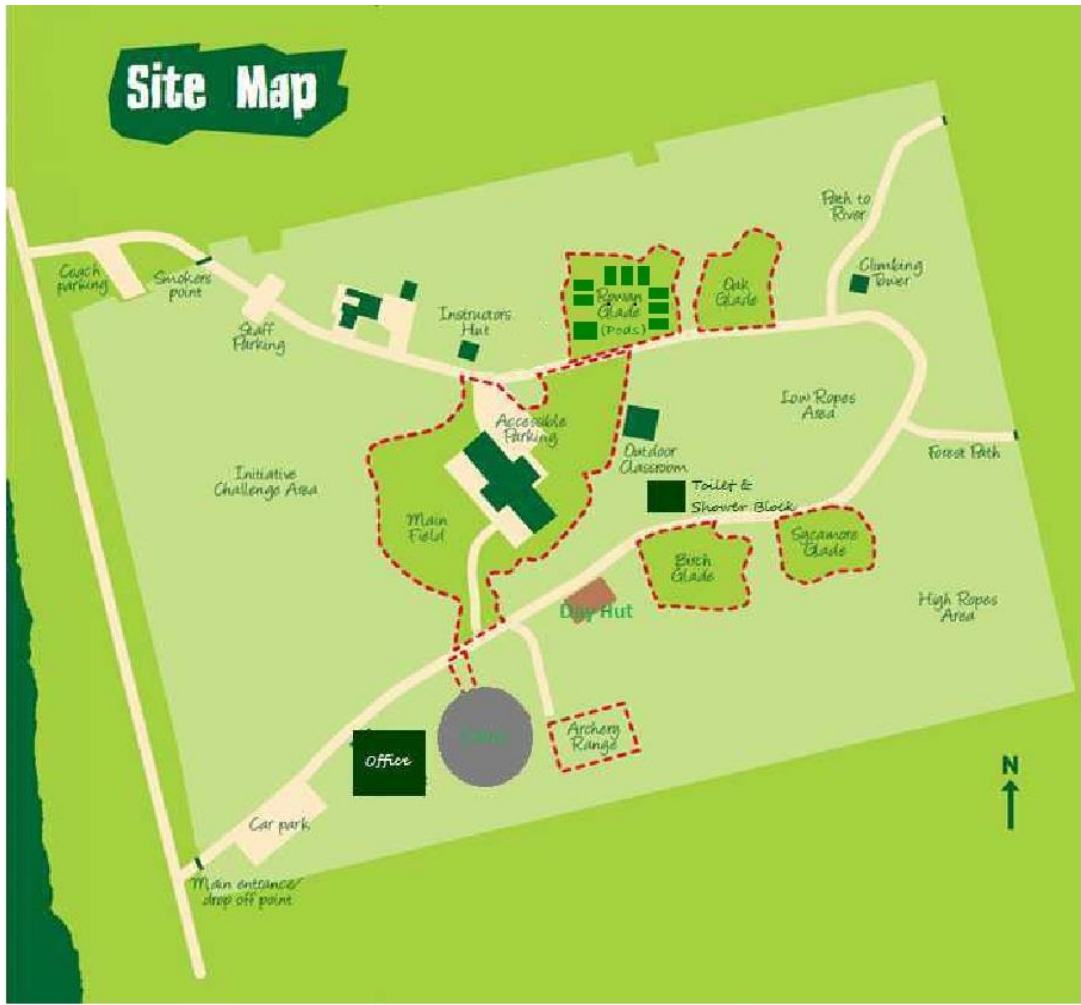 Site Map
Path to
River
Climbing
Tower
Coach
parking
Smokers
point
Staff
Parking
Instructors
Hut
Rowan
Glade
(Pods)
Oak
Glade
Low Ropes
Area
Accessible
Parking
Outdoor
Classroom
Forest Path
Initiative
Challenge Area
Toilet &
Shower Block
Main
Field
Birch
Glade
Sycamore
Glade
High Ropes
Area
Day Hut
Archery
Range
Office
Car park
N
Main entrance/
drop off point